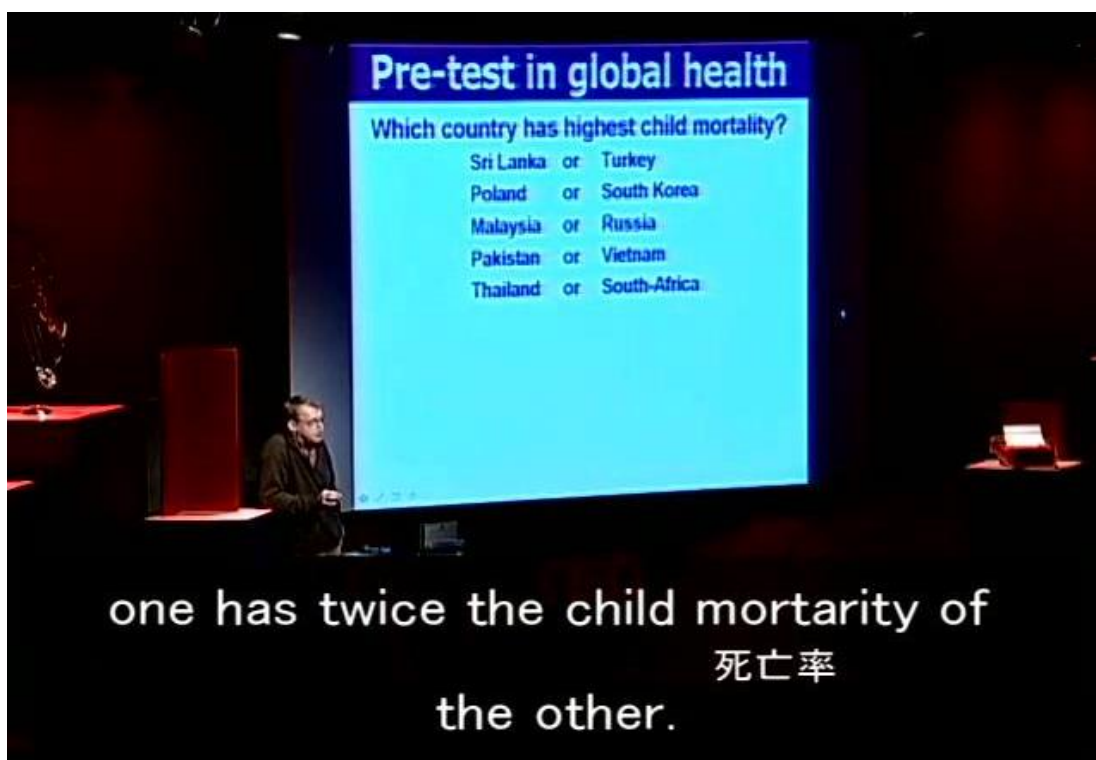 Pre-test in global health
Which country has highest child mortality?
Sri Lanka or Turkey
Poland or South Korea
Malaysia or Russia
Pakistan or Vietnam
Thailand or South-Africa
one has twice the child mortarity of
死亡率
the other.